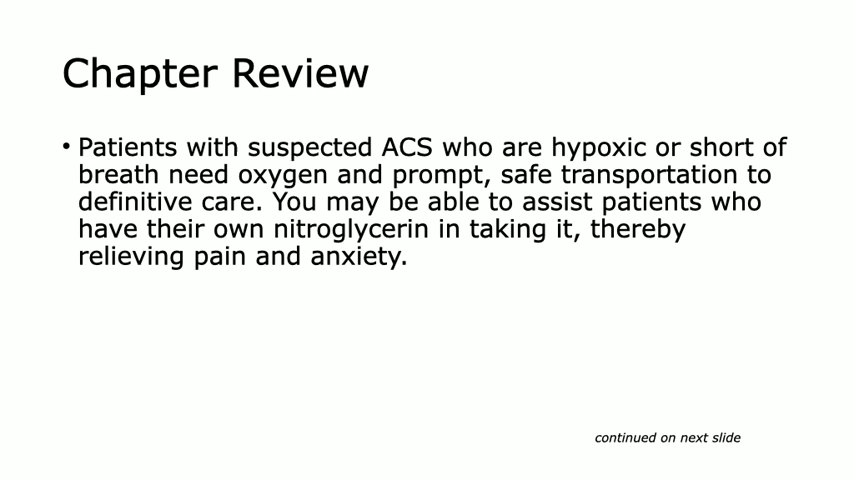 Chapter Review
• Patients with suspected ACS who are hypoxic or short of
breath need oxygen and prompt, safe transportation to
definitive care. You may be able to assist patients who
have their own nitroglycerin in taking it, thereby
relieving pain and anxiety.
continued on next slide